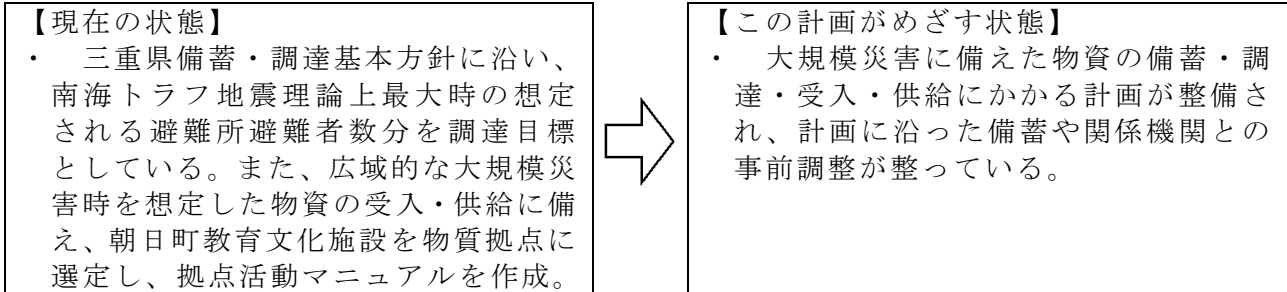 【現在の状態】
・　三重県備蓄・調達基本方針に沿い、
南海トラフ地震理論上最大時の想定
される避難所避難者数分を調達目標
としている。また、広域的な大規模災
害時を想定した物資の受入・供給に備
え、朝日町教育文化施設を物質拠点に
選定し、拠点活動マニュアルを作成。
【この計画がめざす状態】
・　大規模災害に備えた物資の備蓄・調
達・受入・供給にかかる計画が整備さ
れ、計画に沿った備蓄や関係機関との
事前調整が整っている。